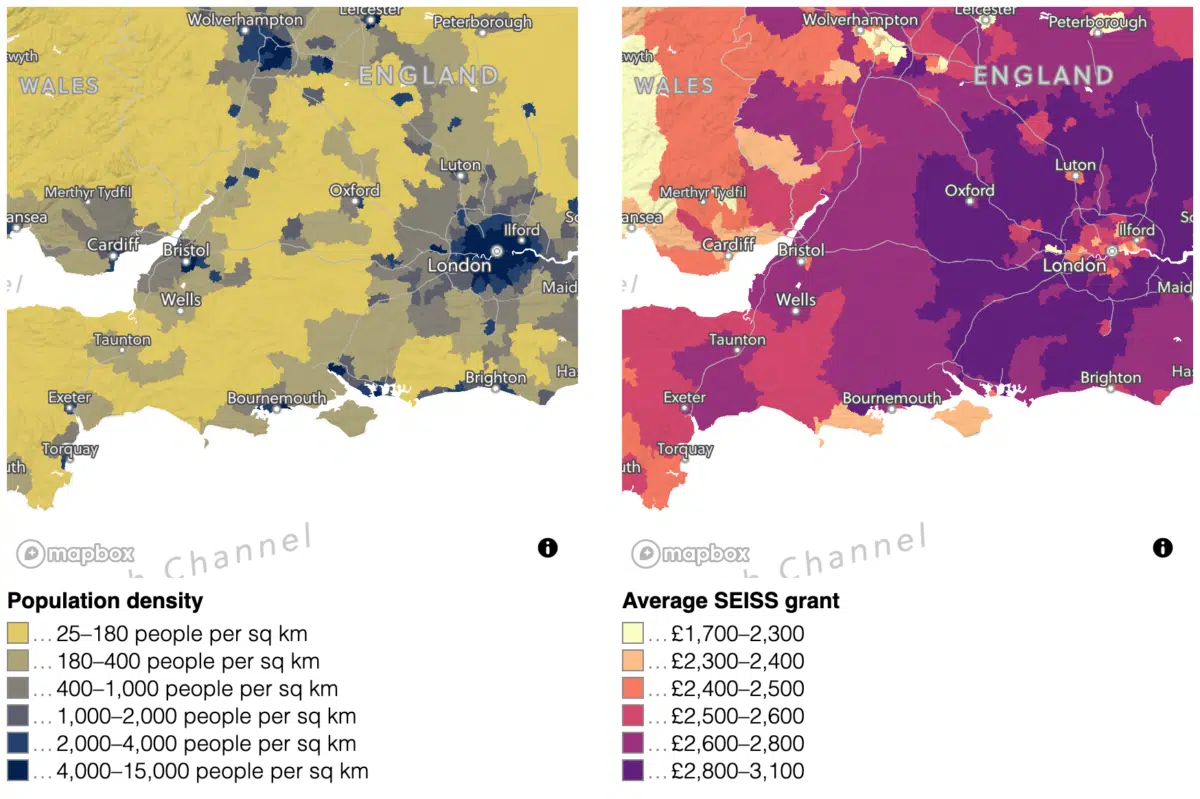 Wolverhampton
Leicester
Peterborough
swyth
WALES
ENGLAND
Luton
Merthyr Tydfil
Oxford
ansea
So
Ilford
Cardiff
Bristol
London
el
Maid
Wells
Taunton
Brighton
Has
Exeter
Bournemouth
Torquay
uth
mapbox
h Channel
i
Population density
... 25–180 people per sq km
... 180–400 people per sq km
... 400–1,000 people per sq km
... 1,000–2,000 people per sq km
... 2,000–4,000 people per sq km
... 4,000–15,000 people per sq km
Wolverhampton
Leicester
Peterborough
swyth
WALES
ENGLAND
Luton
Merthyr Tydfil
Oxford
ansea
So
Ilford
Cardiff
Bristol
London
el
Maid
Wells
Taunton
Brighton
Ha
Exeter
Bournemouth
Torquay
uth
mapbox
h Channel
i
Average SEISS grant
... £1,700–2,300
... £2,300–2,400
... £2,400–2,500
... £2,500–2,600
... £2,600–2,800
... £2,800–3,100